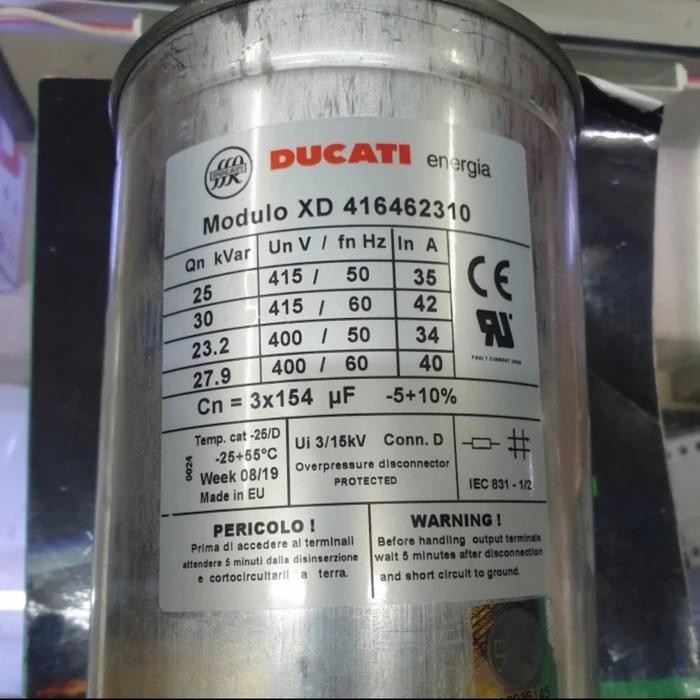 DUCATI energia
Modulo XD 416462310
Qn kVar Un V / fn Hz In A
25 415 / 50 35
30 415 / 60 42
23.2 400 / 50 34
27.9 400 / 60 40
CE
Cn = 3x154 µF -5+10%
0024
Temp. cat -25/D
-25+55°C
Week 08/19
Made in EU
Ui 3/15kV Conn. D
Overpressure disconnector
PROTECTED
IEC 831 - 1/2
PERICOLO !
Prima di accedere ai terminali
attendere 5 minuti dalla disinserzione
e cortocircuitarli a terra.
WARNING !
Before handling output terminals
wait 5 minutes after disconnection
and short circuit to ground.